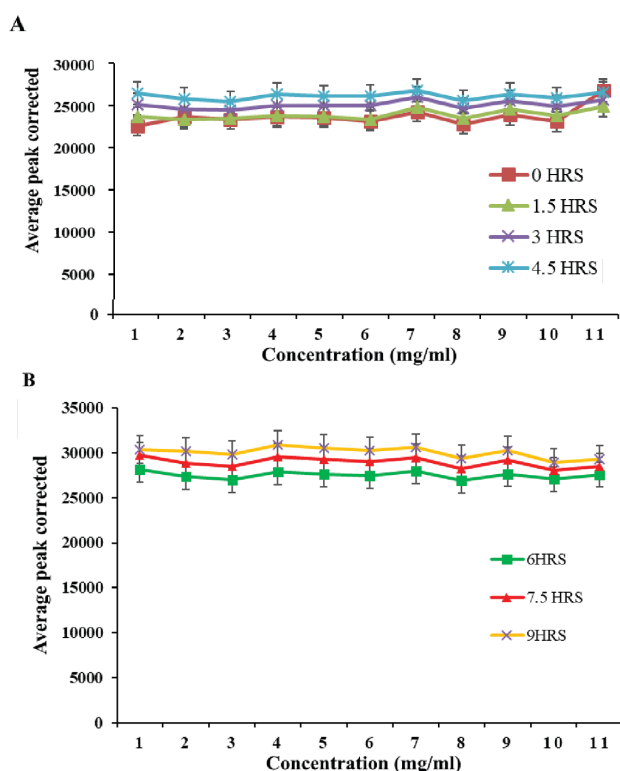 A
Average peak corrected
30000
25000
20000
15000
10000
5000
0
0 HRS
1.5 HRS
3 HRS
4.5 HRS
1 2 3 4 5 6 7 8 9 10 11
Concentration (mg/ml)
B
Average peak corrected
35000
30000
25000
20000
15000
10000
5000
0
6HRS
7.5 HRS
9HRS
1 2 3 4 5 6 7 8 9 10 11
Concentration (mg/ml)